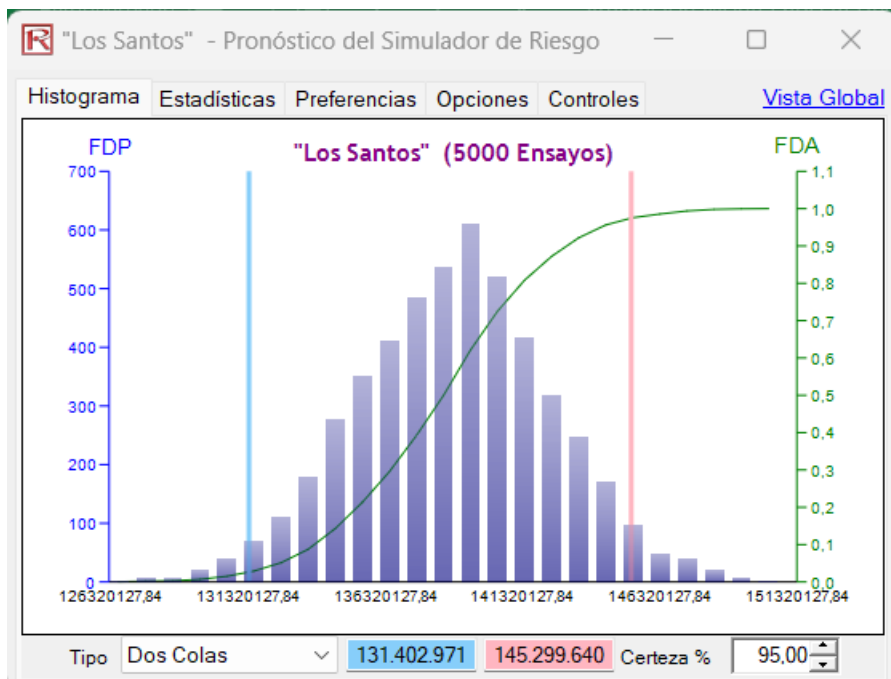 "Los Santos" - Pronóstico del Simulador de Riesgo
Histograma Estadísticas Preferencias Opciones Controles Vista Global
FDP "Los Santos" (5000 Ensayos) FDA
700 1,1
600 1,0
0,9
500 0,8
0,7
400 0,6
300 0,5
0,4
200 0,3
0,2
100 0,1
0 0,0
126320127,84 131320127,84 136320127,84 141320127,84 146320127,84 151320127,84
Tipo Dos Colas 131.402.971 145.299.640 Certeza % 95,00